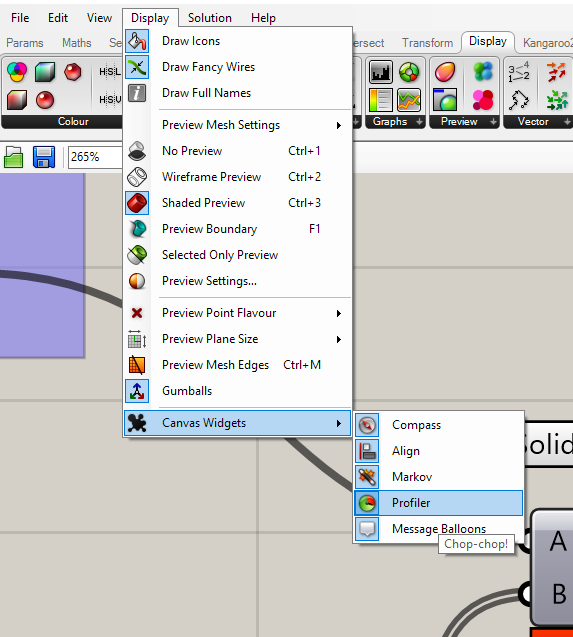 File Edit View Display Solution Help
Params Maths Se ersect Transform Display Kangaroo2
HSL
HSV
Colour Graphs Preview Vector
265%
Draw Icons
Draw Fancy Wires
Draw Full Names
Preview Mesh Settings
No Preview Ctrl+1
Wireframe Preview Ctrl+2
Shaded Preview Ctrl+3
Preview Boundary F1
Selected Only Preview
Preview Settings...
Preview Point Flavour
Preview Plane Size
Preview Mesh Edges Ctrl+M
Gumballs
Canvas Widgets
Compass
Align
Markov
Profiler
Message Balloons
Chop-chop!
Solid
A
B